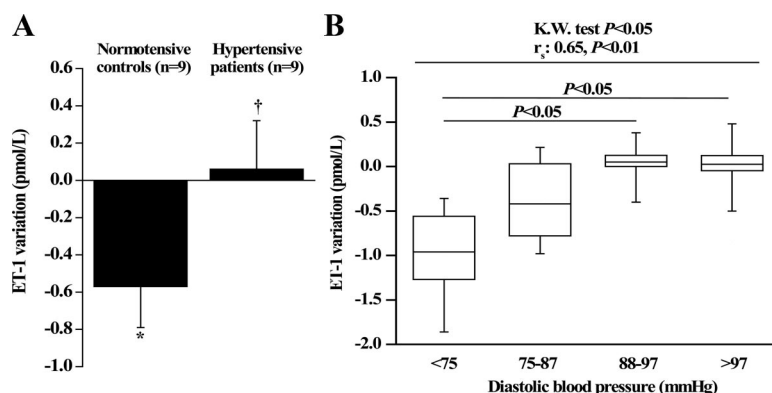 A
Normotensive controls (n=9)
Hypertensive patients (n=9)
0.6
0.4
0.2
0.0
-0.2
-0.4
-0.6
-0.8
-1.0
ET-1 variation (pmol/L)
†
*
B
K.W. test P<0.05
rs: 0.65, P<0.01
P<0.05
P<0.05
1.0
0.5
0.0
-0.5
-1.0
-1.5
-2.0
ET-1 variation (pmol/L)
<75
75-87
88-97
>97
Diastolic blood pressure (mmHg)